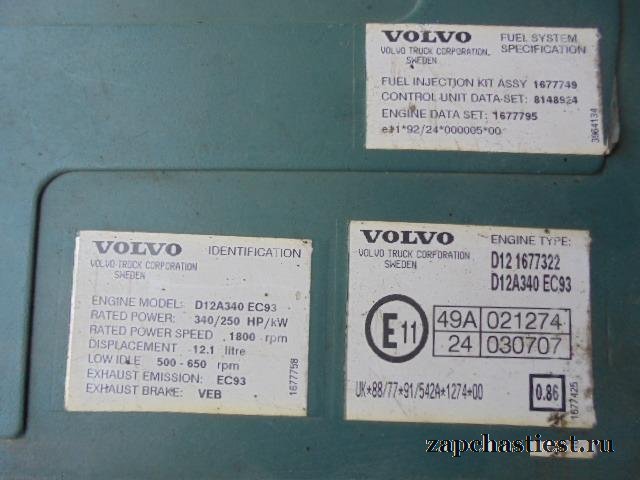 VOLVO
VOLVO TRUCK CORPORATION
SWEDEN
FUEL SYSTEM
SPECIFICATION
FUEL INJECTION KIT ASSY 1677749
CONTROL UNIT DATA-SET: 8148924
ENGINE DATA SET: 1677795
e11*92/24*000005*00
3964134
VOLVO
VOLVO TRUCK CORPORATION
SWEDEN
IDENTIFICATION
ENGINE MODEL: D12A340 EC93
RATED POWER: 340/250 HP/kW
RATED POWER SPEED 1800 rpm
DISPLACEMENT 12.1 litre
LOW IDLE 500-650 rpm
EXHAUST EMISSION: EC93
EXHAUST BRAKE: VEB
1677758
VOLVO
VOLVO TRUCK CORPORATION
SWEDEN
ENGINE TYPE:
D12 1677322
D12A340 EC93
E11
49A 021274
24 030707
UK*88/77*91/542A*1274*00
0.86
1677425
zapchastiest.ru